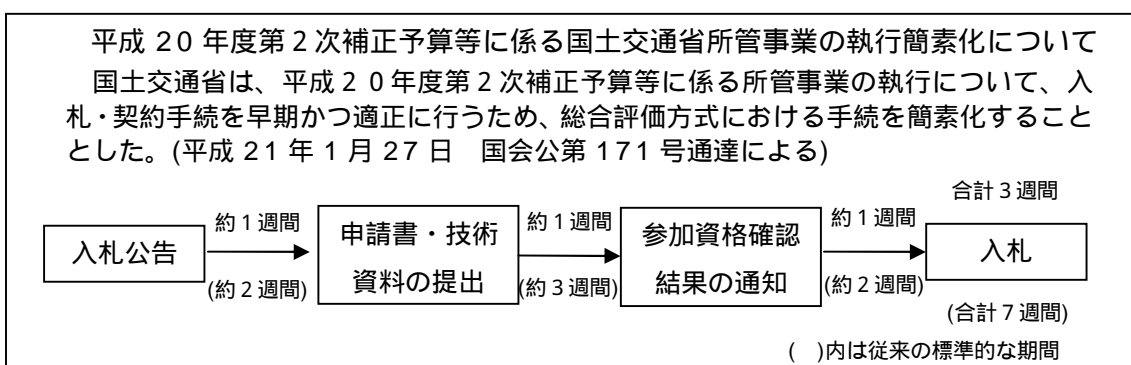 平成 20 年度第２次補正予算等に係る国土交通省所管事業の執行簡素化について
国土交通省は、平成２０年度第２次補正予算等に係る所管事業の執行について、入
札・契約手続を早期かつ適正に行うため、総合評価方式における手続を簡素化すること
とした。(平成 21 年 1 月 27 日　国会公第 171 号通達による)
合計３週間
約１週間
約１週間
約１週間
入札公告
申請書・技術
資料の提出
参加資格確認
結果の通知
入札
(約２週間)
(約３週間)
(約２週間)
(合計７週間)
(　)内は従来の標準的な期間